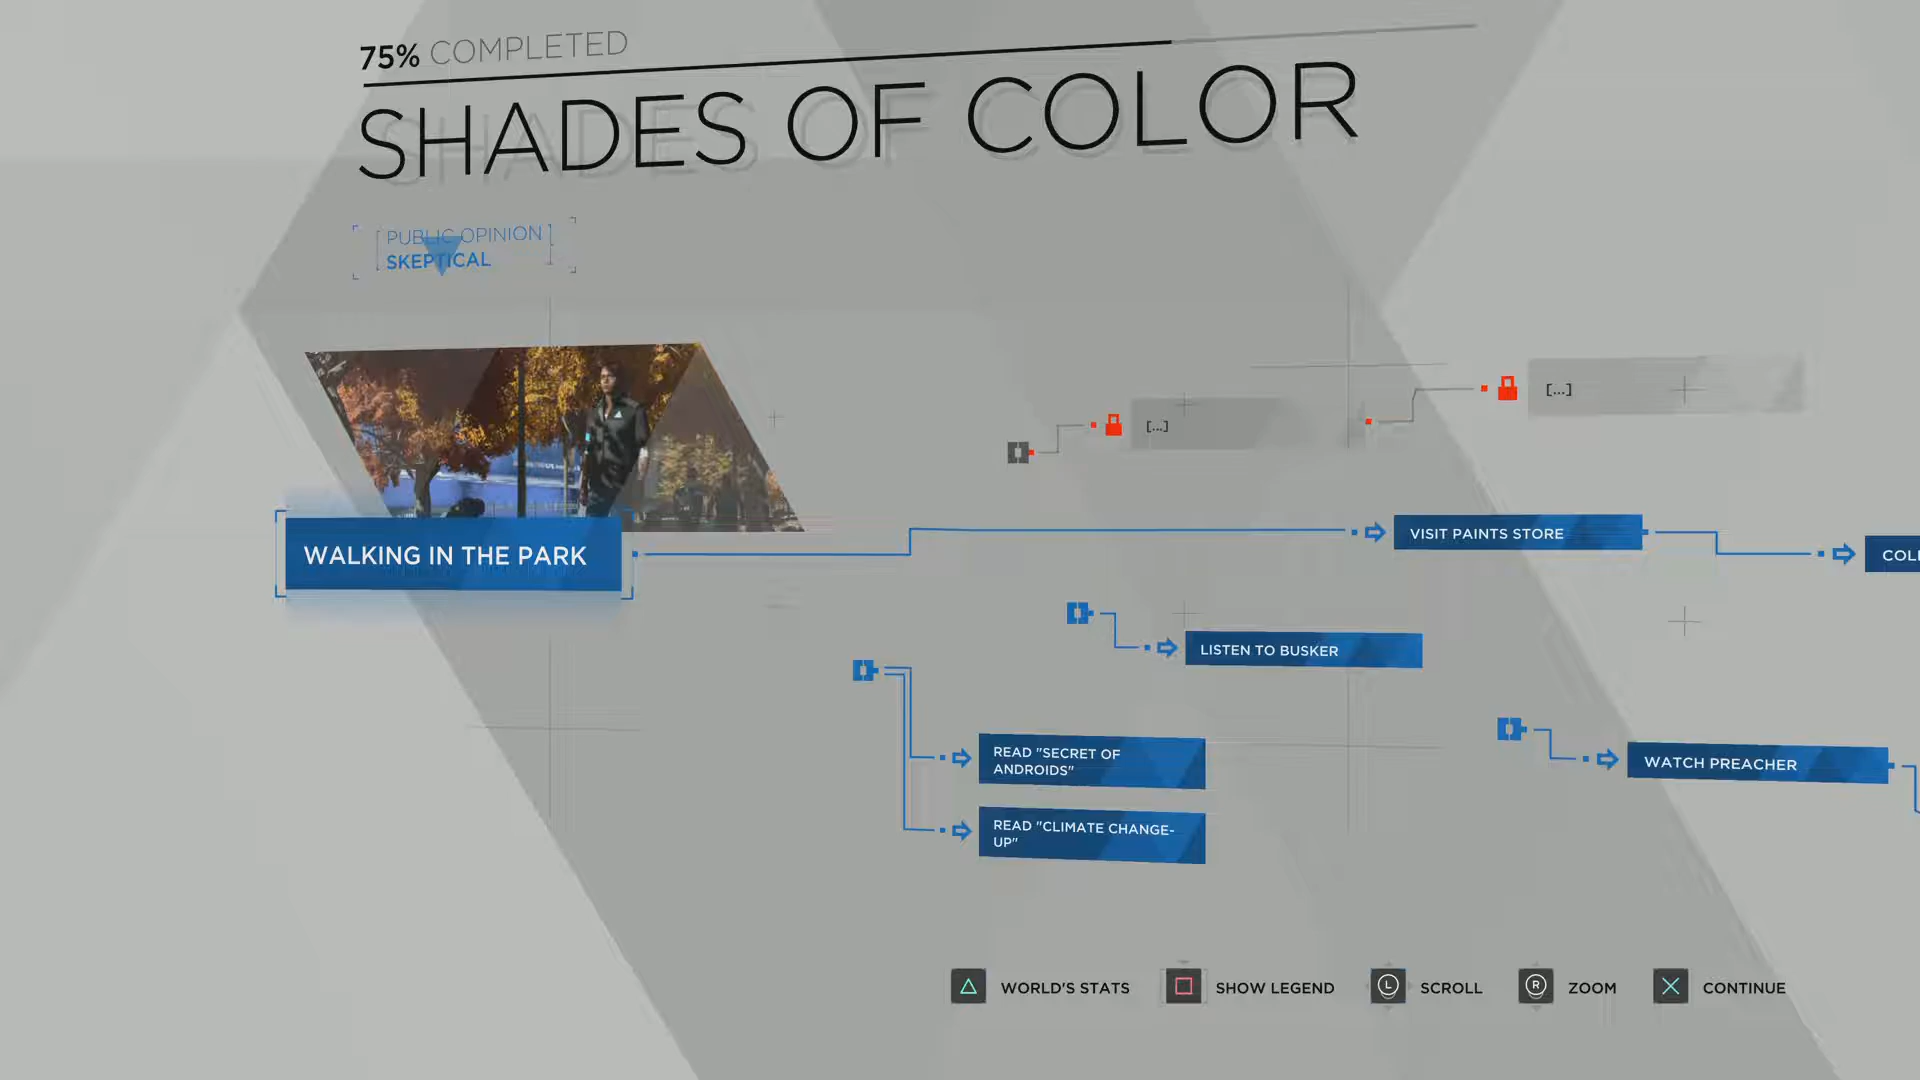 75% COMPLETED
SHADES OF COLOR
PUBLIC OPINION
SKEPTICAL
[...]
[...]
WALKING IN THE PARK
VISIT PAINTS STORE
COL
LISTEN TO BUSKER
READ "SECRET OF
ANDROIDS"
WATCH PREACHER
READ "CLIMATE CHANGE-
UP"
WORLD'S STATS
SHOW LEGEND
L
SCROLL
R
ZOOM
CONTINUE